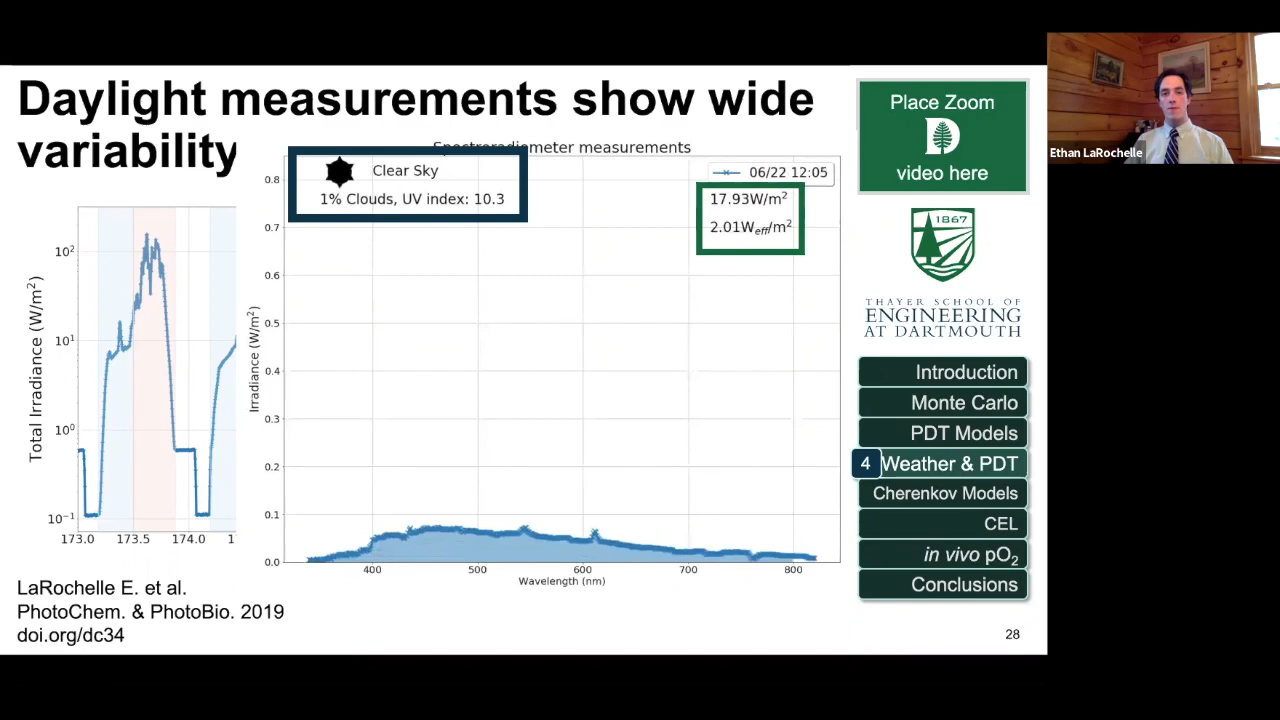 Daylight measurements show wide
variability
Spectroradiometer measurements
Clear Sky
1% Clouds, UV index: 10.3
06/22 12:05
17.93W/m²
2.01Weff/m²
0.8
0.7
0.6
0.5
0.4
0.3
0.2
0.1
0.0
Irradiance (W/m²)
400
500
600
700
800
Wavelength (nm)
Total Irradiance (W/m²)
10²
10¹
10⁰
10⁻¹
173.0
173.5
174.0
1
LaRochelle E. et al.
PhotoChem. & PhotoBio. 2019
doi.org/dc34
Place Zoom
D
video here
1867
THAYER SCHOOL OF
ENGINEERING
AT DARTMOUTH
Introduction
Monte Carlo
PDT Models
4 Weather & PDT
Cherenkov Models
CEL
in vivo pO₂
Conclusions
28
Ethan LaRochelle